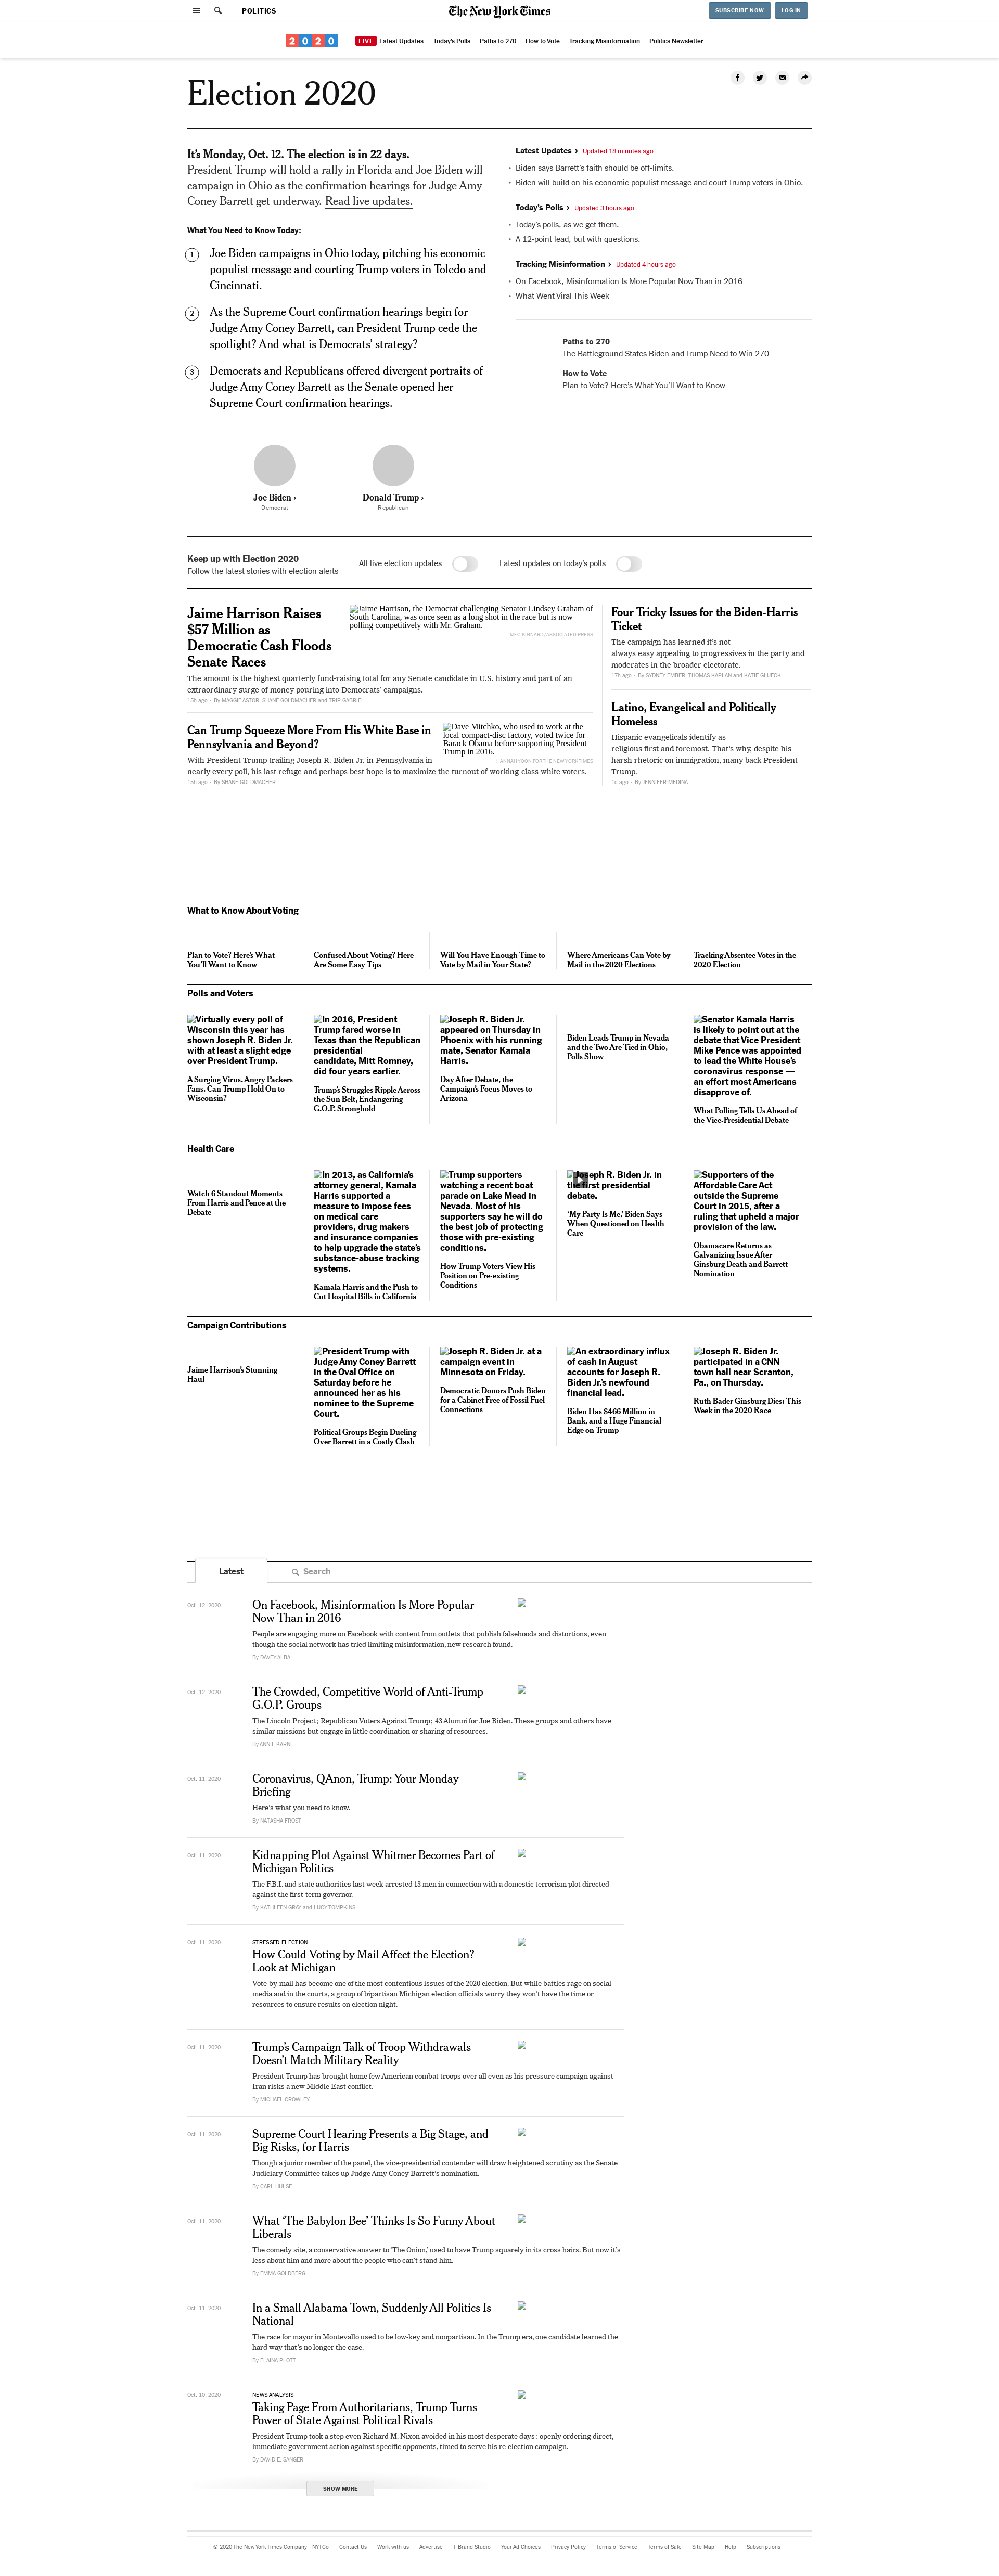 POLITICS
The New York Times
SUBSCRIBE NOW
LOG IN
2020
LIVE Latest Updates
Today's Polls
Paths to 270
How to Vote
Tracking Misinformation
Politics Newsletter
Election 2020
It's Monday, Oct. 12. The election is in 22 days.
President Trump will hold a rally in Florida and Joe Biden will
campaign in Ohio as the confirmation hearings for Judge Amy
Coney Barrett get underway. Read live updates.
What You Need to Know Today:
1
Joe Biden campaigns in Ohio today, pitching his economic
populist message and courting Trump voters in Toledo and
Cincinnati.
2
As the Supreme Court confirmation hearings begin for
Judge Amy Coney Barrett, can President Trump cede the
spotlight? And what is Democrats' strategy?
3
Democrats and Republicans offered divergent portraits of
Judge Amy Coney Barrett as the Senate opened her
Supreme Court confirmation hearings.
Joe Biden ›
Democrat
Donald Trump ›
Republican
Latest Updates › Updated 18 minutes ago
• Biden says Barrett's faith should be off-limits.
• Biden will build on his economic populist message and court Trump voters in Ohio.
Today's Polls › Updated 3 hours ago
• Today's polls, as we get them.
• A 12-point lead, but with questions.
Tracking Misinformation › Updated 4 hours ago
• On Facebook, Misinformation Is More Popular Now Than in 2016
• What Went Viral This Week
Paths to 270
The Battleground States Biden and Trump Need to Win 270
How to Vote
Plan to Vote? Here's What You'll Want to Know
Keep up with Election 2020
Follow the latest stories with election alerts
All live election updates
Latest updates on today's polls
Jaime Harrison Raises
$57 Million as
Democratic Cash Floods
Senate Races
Jaime Harrison, the Democrat challenging Senator Lindsey Graham of
South Carolina, was once seen as a long shot in the race but is now
polling competitively with Mr. Graham.
MEG KINNARD/ASSOCIATED PRESS
The amount is the highest quarterly fund-raising total for any Senate candidate in U.S. history and part of an
extraordinary surge of money pouring into Democrats' campaigns.
15h ago - By MAGGIE ASTOR, SHANE GOLDMACHER and TRIP GABRIEL
Can Trump Squeeze More From His White Base in
Pennsylvania and Beyond?
Dave Mitchko, who used to work at the
local compact-disc factory, voted twice for
Barack Obama before supporting President
Trump in 2016.
HANNAH YOON FOR THE NEW YORK TIMES
With President Trump trailing Joseph R. Biden Jr. in Pennsylvania in
nearly every poll, his last refuge and perhaps best hope is to maximize the turnout of working-class white voters.
15h ago - By SHANE GOLDMACHER
Four Tricky Issues for the Biden-Harris
Ticket
The campaign has learned it's not
always easy appealing to progressives in the party and
moderates in the broader electorate.
17h ago - By SYDNEY EMBER, THOMAS KAPLAN and KATIE GLUECK
Latino, Evangelical and Politically
Homeless
Hispanic evangelicals identify as
religious first and foremost. That's why, despite his
harsh rhetoric on immigration, many back President
Trump.
1d ago - By JENNIFER MEDINA
What to Know About Voting
Plan to Vote? Here's What
You'll Want to Know
Confused About Voting? Here
Are Some Easy Tips
Will You Have Enough Time to
Vote by Mail in Your State?
Where Americans Can Vote by
Mail in the 2020 Elections
Tracking Absentee Votes in the
2020 Election
Polls and Voters
Virtually every poll of
Wisconsin this year has
shown Joseph R. Biden Jr.
with at least a slight edge
over President Trump.
A Surging Virus. Angry Packers
Fans. Can Trump Hold On to
Wisconsin?
In 2016, President
Trump fared worse in
Texas than the Republican
presidential
candidate, Mitt Romney,
did four years earlier.
Trump's Struggles Ripple Across
the Sun Belt, Endangering
G.O.P. Stronghold
Joseph R. Biden Jr.
appeared on Thursday in
Phoenix with his running
mate, Senator Kamala
Harris.
Day After Debate, the
Campaign's Focus Moves to
Arizona
Biden Leads Trump in Nevada
and the Two Are Tied in Ohio,
Polls Show
Senator Kamala Harris
is likely to point out at the
debate that Vice President
Mike Pence was appointed
to lead the White House's
coronavirus response —
an effort most Americans
disapprove of.
What Polling Tells Us Ahead of
the Vice-Presidential Debate
Health Care
Watch 6 Standout Moments
From Harris and Pence at the
Debate
In 2013, as California's
attorney general, Kamala
Harris supported a
measure to impose fees
on medical care
providers, drug makers
and insurance companies
to help upgrade the state's
substance-abuse tracking
systems.
Kamala Harris and the Push to
Cut Hospital Bills in California
Trump supporters
watching a recent boat
parade on Lake Mead in
Nevada. Most of his
supporters say he will do
the best job of protecting
those with pre-existing
conditions.
How Trump Voters View His
Position on Pre-existing
Conditions
Joseph R. Biden Jr. in
the first presidential
debate.
'My Party Is Me,' Biden Says
When Questioned on Health
Care
Supporters of the
Affordable Care Act
outside the Supreme
Court in 2015, after a
ruling that upheld a major
provision of the law.
Obamacare Returns as
Galvanizing Issue After
Ginsburg Death and Barrett
Nomination
Campaign Contributions
Jaime Harrison's Stunning
Haul
President Trump with
Judge Amy Coney Barrett
in the Oval Office on
Saturday before he
announced her as his
nominee to the Supreme
Court.
Political Groups Begin Dueling
Over Barrett in a Costly Clash
Joseph R. Biden Jr. at a
campaign event in
Minnesota on Friday.
Democratic Donors Push Biden
for a Cabinet Free of Fossil Fuel
Connections
An extraordinary influx
of cash in August
accounts for Joseph R.
Biden Jr.'s newfound
financial lead.
Biden Has $466 Million in
Bank, and a Huge Financial
Edge on Trump
Joseph R. Biden Jr.
participated in a CNN
town hall near Scranton,
Pa., on Thursday.
Ruth Bader Ginsburg Dies: This
Week in the 2020 Race
Latest
Search
Oct. 12, 2020
On Facebook, Misinformation Is More Popular
Now Than in 2016
People are engaging more on Facebook with content from outlets that publish falsehoods and distortions, even
though the social network has tried limiting misinformation, new research found.
By DAVEY ALBA
Oct. 12, 2020
The Crowded, Competitive World of Anti-Trump
G.O.P. Groups
The Lincoln Project; Republican Voters Against Trump; 43 Alumni for Joe Biden. These groups and others have
similar missions but engage in little coordination or sharing of resources.
By ANNIE KARNI
Oct. 11, 2020
Coronavirus, QAnon, Trump: Your Monday
Briefing
Here's what you need to know.
By NATASHA FROST
Oct. 11, 2020
Kidnapping Plot Against Whitmer Becomes Part of
Michigan Politics
The F.B.I. and state authorities last week arrested 13 men in connection with a domestic terrorism plot directed
against the first-term governor.
By KATHLEEN GRAY and LUCY TOMPKINS
Oct. 11, 2020
STRESSED ELECTION
How Could Voting by Mail Affect the Election?
Look at Michigan
Vote-by-mail has become one of the most contentious issues of the 2020 election. But while battles rage on social
media and in the courts, a group of bipartisan Michigan election officials worry they won't have the time or
resources to ensure results on election night.
Oct. 11, 2020
Trump's Campaign Talk of Troop Withdrawals
Doesn't Match Military Reality
President Trump has brought home few American combat troops over all even as his pressure campaign against
Iran risks a new Middle East conflict.
By MICHAEL CROWLEY
Oct. 11, 2020
Supreme Court Hearing Presents a Big Stage, and
Big Risks, for Harris
Though a junior member of the panel, the vice-presidential contender will draw heightened scrutiny as the Senate
Judiciary Committee takes up Judge Amy Coney Barrett's nomination.
By CARL HULSE
Oct. 11, 2020
What 'The Babylon Bee' Thinks Is So Funny About
Liberals
The comedy site, a conservative answer to 'The Onion,' used to have Trump squarely in its cross hairs. But now it's
less about him and more about the people who can't stand him.
By EMMA GOLDBERG
Oct. 11, 2020
In a Small Alabama Town, Suddenly All Politics Is
National
The race for mayor in Montevallo used to be low-key and nonpartisan. In the Trump era, one candidate learned the
hard way that's no longer the case.
By ELAINA PLOTT
Oct. 10, 2020
NEWS ANALYSIS
Taking Page From Authoritarians, Trump Turns
Power of State Against Political Rivals
President Trump took a step even Richard M. Nixon avoided in his most desperate days: openly ordering direct,
immediate government action against specific opponents, timed to serve his re-election campaign.
By DAVID E. SANGER
SHOW MORE
© 2020 The New York Times Company
NYTCo
Contact Us
Work with us
Advertise
T Brand Studio
Your Ad Choices
Privacy Policy
Terms of Service
Terms of Sale
Site Map
Help
Subscriptions